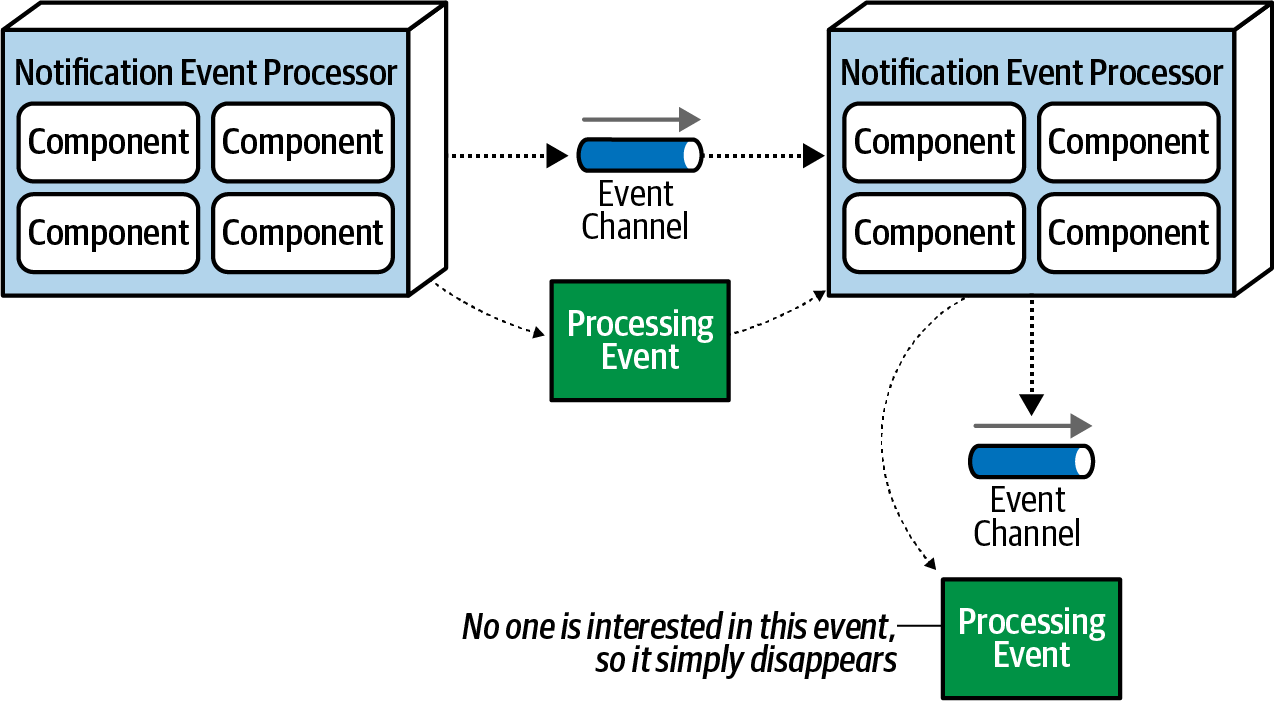 Notification Event Processor
Component Component
Component Component
Event
Channel
Processing
Event
Notification Event Processor
Component Component
Component Component
Event
Channel
No one is interested in this event,
so it simply disappears
Processing
Event